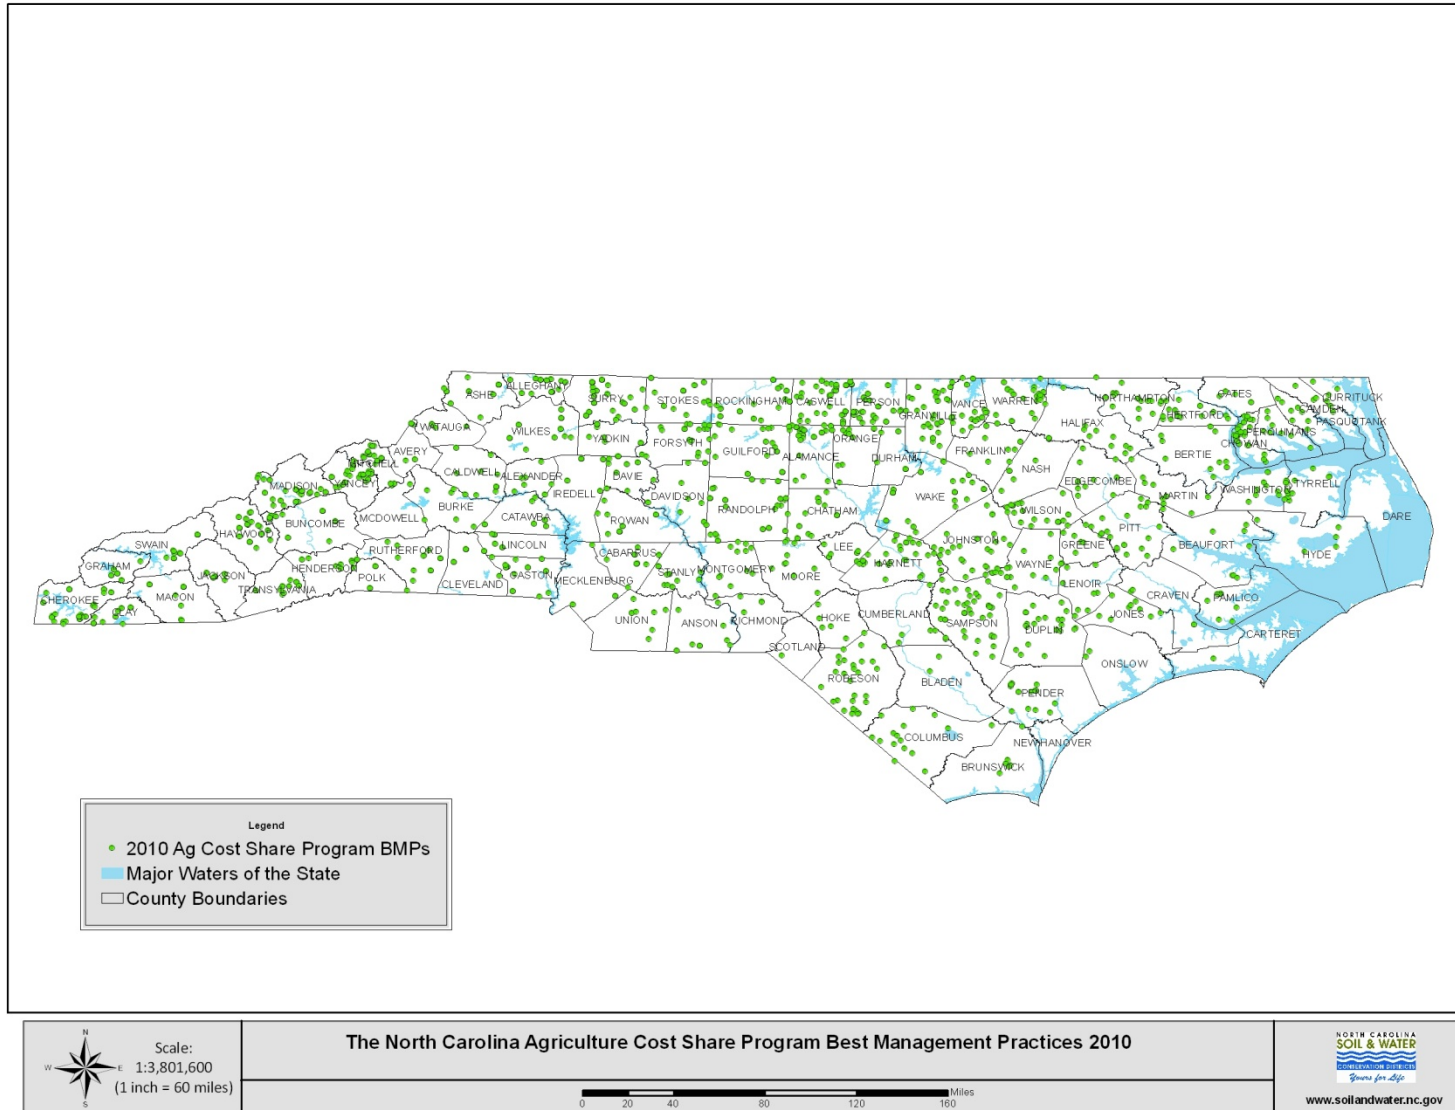 ALLEGHANY
ASHE
SURRY
STOKES
ROCKINGHAM
CASWELL
PERSON
GRANVILLE
VANCE
WARREN
NORTHAMPTON
GATES
CURRITUCK
CAMDEN
PASQUOTANK
HERTFORD
HALIFAX
PERQUIMANS
CHOWAN
WATAUGA
WILKES
YADKIN
FORSYTH
GUILFORD
ALAMANCE
ORANGE
DURHAM
FRANKLIN
NASH
BERTIE
AVERY
MITCHELL
YANCEY
MADISON
CALDWELL
ALEXANDER
IREDELL
DAVIE
DAVIDSON
RANDOLPH
CHATHAM
WAKE
EDGECOMBE
MARTIN
WASHINGTON
TYRRELL
DARE
BURKE
MCDOWELL
CATAWBA
ROWAN
WILSON
PITT
BUNCOMBE
HAYWOOD
SWAIN
GRAHAM
RUTHERFORD
LINCOLN
CABARRUS
LEE
HARNETT
JOHNSTON
GREENE
BEAUFORT
HYDE
HENDERSON
POLK
CLEVELAND
GASTON
MECKLENBURG
STANLY
MONTGOMERY
MOORE
WAYNE
LENOIR
CRAVEN
PAMLICO
JACKSON
TRANSYLVANIA
MACON
CHEROKEE
CLAY
UNION
ANSON
RICHMOND
HOKE
CUMBERLAND
SAMPSON
DUPLIN
JONES
CARTERET
SCOTLAND
ROBESON
BLADEN
ONSLOW
PENDER
COLUMBUS
NEW HANOVER
BRUNSWICK
Legend
2010 Ag Cost Share Program BMPs
Major Waters of the State
County Boundaries
N
W
E
S
Scale:
1:3,801,600
(1 inch = 60 miles)
The North Carolina Agriculture Cost Share Program Best Management Practices 2010
Miles
0 20 40 80 120 160
NORTH CAROLINA
SOIL & WATER
CONSERVATION DISTRICTS
Yours for Life
www.soilandwater.nc.gov